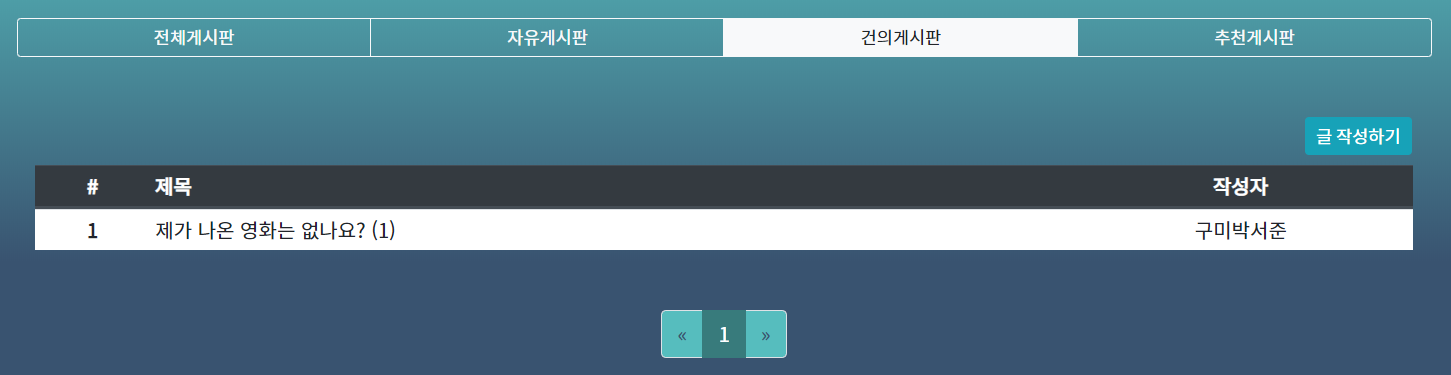 전체게시판 자유게시판 건의게시판 추천게시판
글 작성하기
# 제목 작성자
1 제가 나온 영화는 없나요? (1) 구미박서준
« 1 »